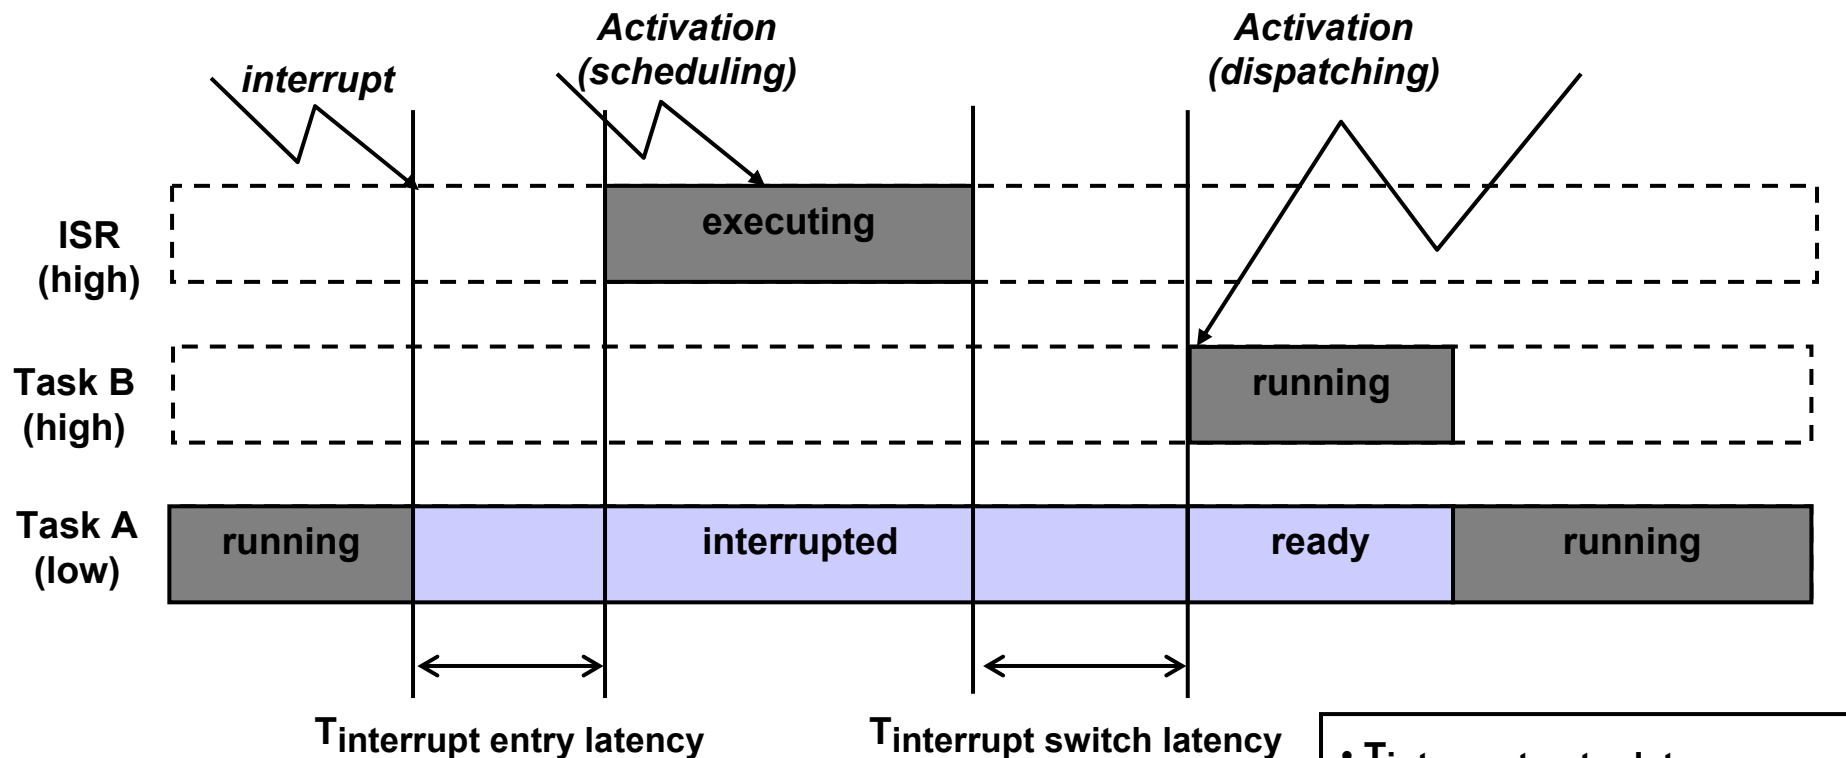 interrupt
Activation
(scheduling)
Activation
(dispatching)
ISR
(high)
executing
Task B
(high)
running
Task A
(low)
running
interrupted
ready
running
Tinterrupt entry latency
Tinterrupt switch latency